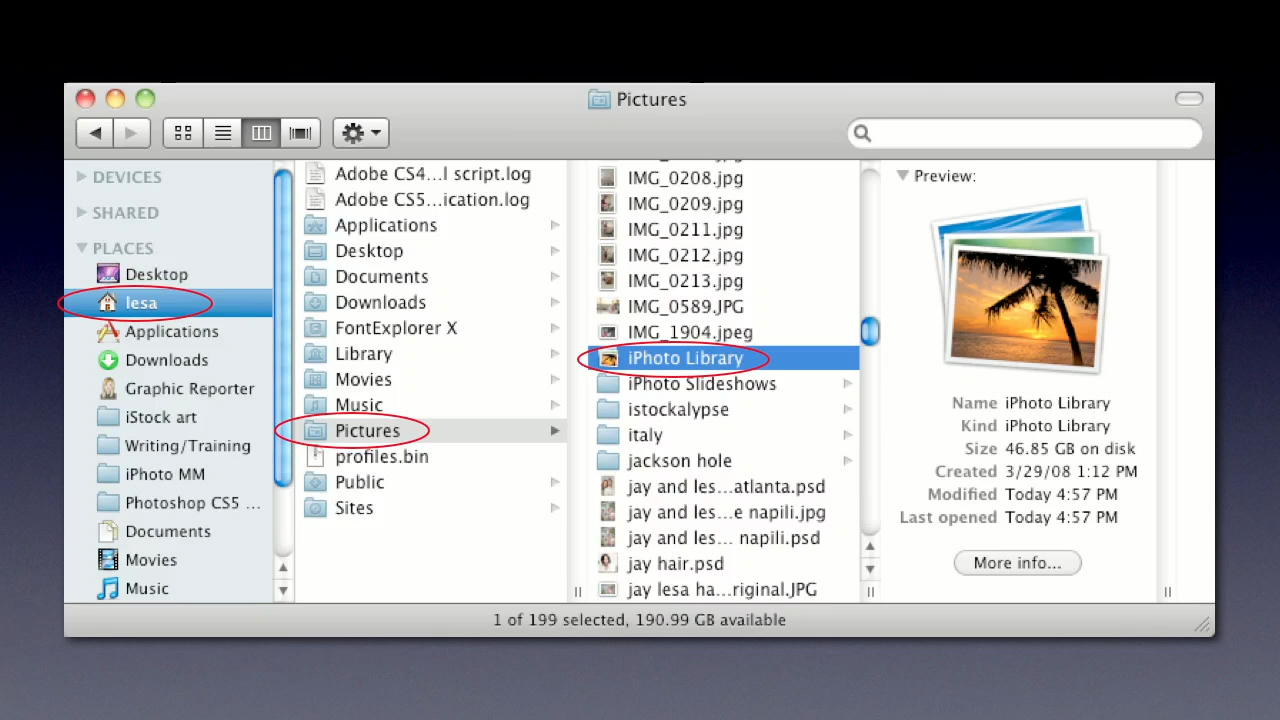 Pictures
DEVICES
SHARED
PLACES
Desktop
lesa
Applications
Downloads
Graphic Reporter
iStock art
Writing/Training
iPhoto MM
Photoshop CS5 ...
Documents
Movies
Music
Adobe CS4...l script.log
Adobe CS5...ication.log
Applications
Desktop
Documents
Downloads
FontExplorer X
Library
Movies
Music
Pictures
profiles.bin
Public
Sites
IMG_0208.jpg
IMG_0209.jpg
IMG_0211.jpg
IMG_0212.jpg
IMG_0213.jpg
IMG_0589.JPG
IMG_1904.jpeg
iPhoto Library
iPhoto Slideshows
istockalypse
italy
jackson hole
jay and les...atlanta.psd
jay and les...e napili.jpg
jay and les... napili.psd
jay hair.psd
jay lesa ha...riginal.JPG
Preview:
Name iPhoto Library
Kind iPhoto Library
Size 46.85 GB on disk
Created 3/29/08 1:12 PM
Modified Today 4:57 PM
Last opened Today 4:57 PM
More info...
1 of 199 selected, 190.99 GB available